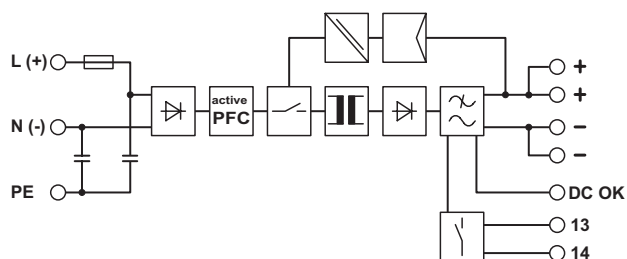 L (+)
N (-)
PE
active
PFC
+
+
−
−
DC OK
13
14